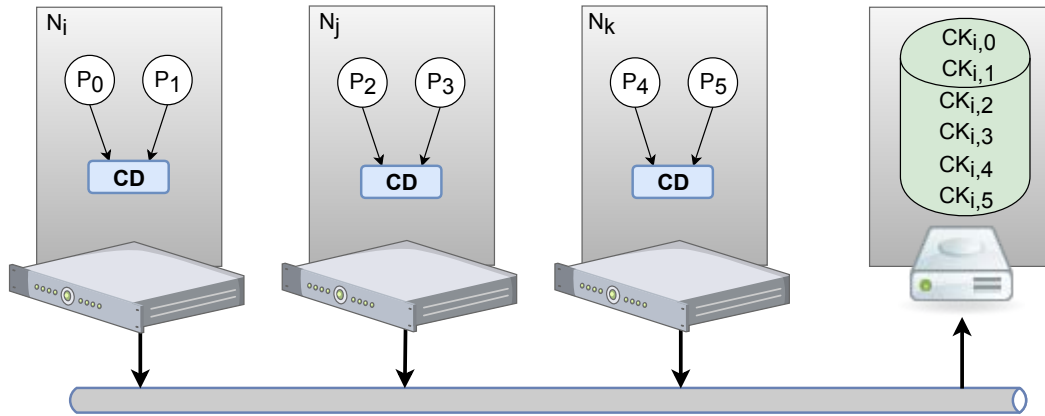 Ni
P0
P1
CD
Nj
P2
P3
CD
Nk
P4
P5
CD
CKi,0
CKi,1
CKi,2
CKi,3
CKi,4
CKi,5